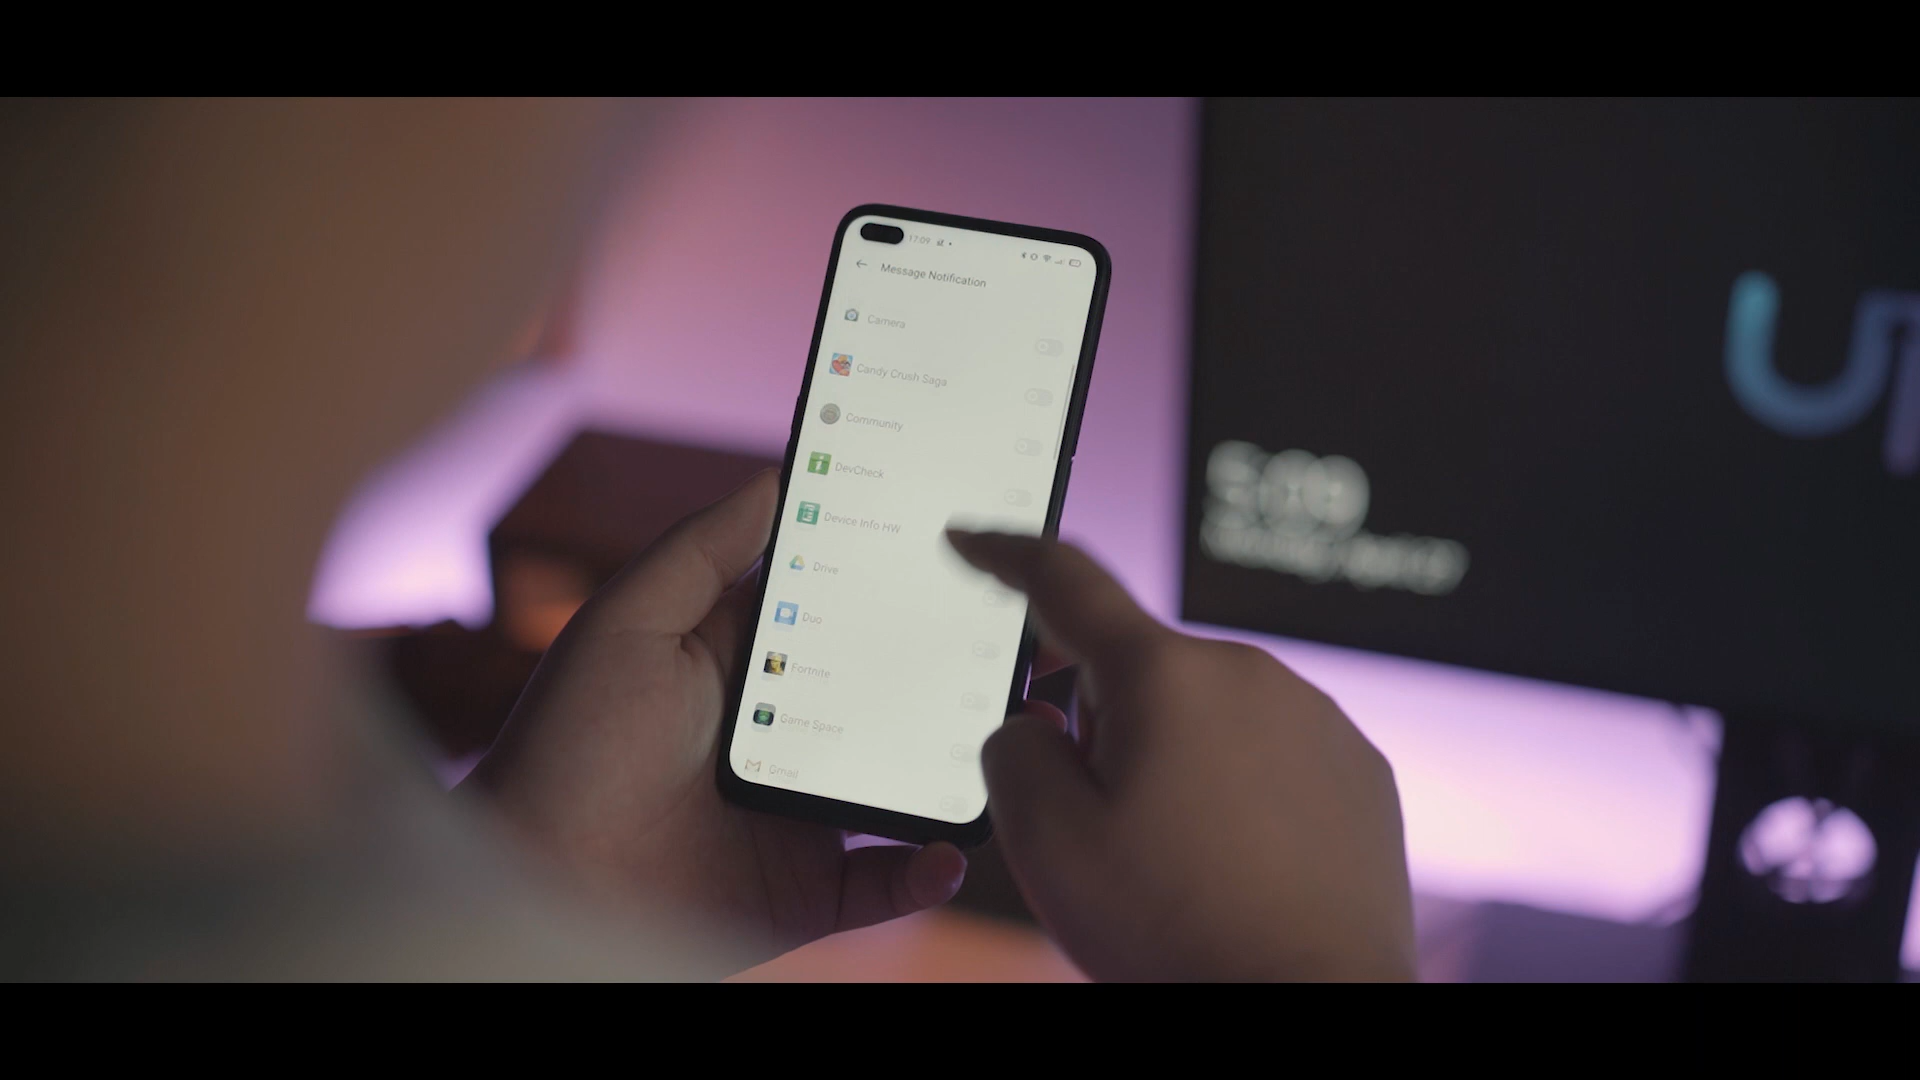 17:09
Message Notification
Camera
Candy Crush Saga
Community
DevCheck
Device Info HW
Drive
Duo
Fortnite
Game Space
Gmail